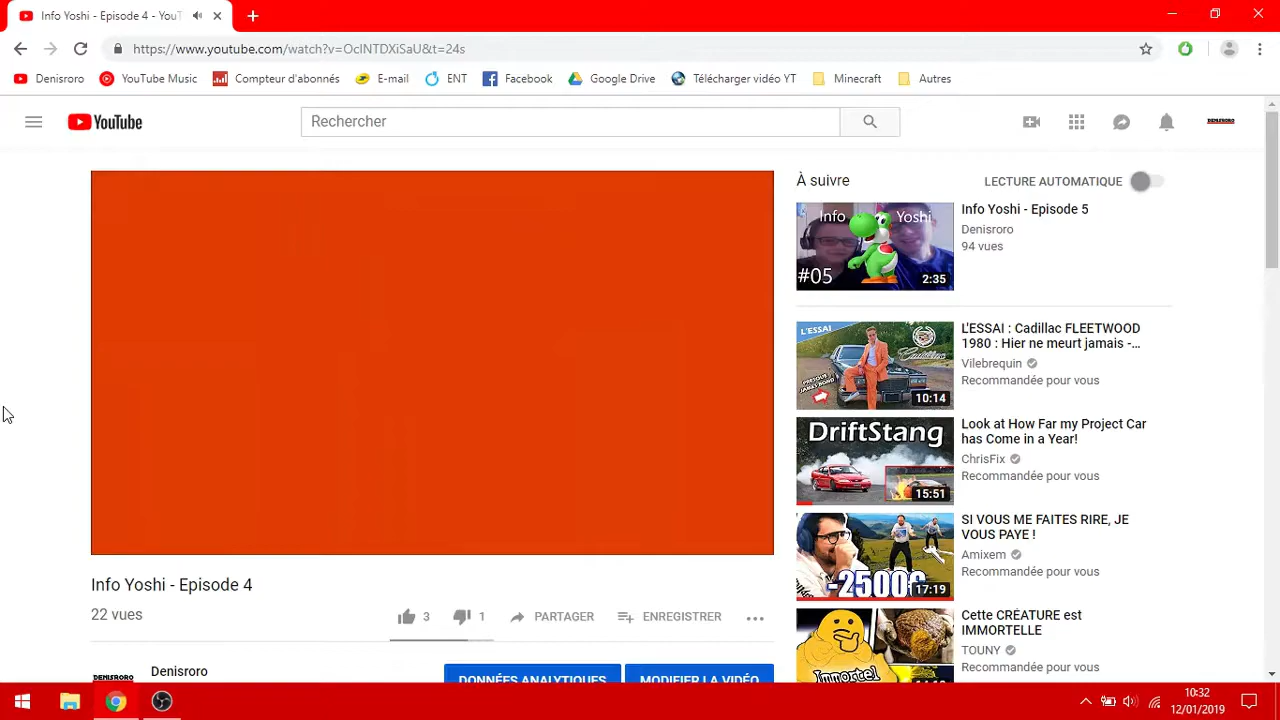 Info Yoshi - Episode 4 - YouT
https://www.youtube.com/watch?v=OcINTDXiSaU&t=24s
Denisroro YouTube Music Compteur d'abonnés E-mail ENT Facebook Google Drive Télécharger vidéo YT Minecraft Autres
YouTube
Rechercher
DENISRORO
À suivre
LECTURE AUTOMATIQUE
Info Yoshi
#05
2:35
Info Yoshi - Episode 5
Denisroro
94 vues
L'ESSAI
Cadillac
10:14
L'ESSAI : Cadillac FLEETWOOD
1980 : Hier ne meurt jamais -...
Vilebrequin
Recommandée pour vous
DriftStang
15:51
Look at How Far my Project Car
has Come in a Year!
ChrisFix
Recommandée pour vous
-2500€
17:19
SI VOUS ME FAITES RIRE, JE
VOUS PAYE !
Amixem
Recommandée pour vous
Immortel
Cette CRÉATURE est
IMMORTELLE
TOUNY
Recommandée pour vous
Info Yoshi - Episode 4
22 vues
3 1 PARTAGER ENREGISTRER
DENISRORO
Denisroro
DONNÉES ANALYTIQUES
MODIFIER LA VIDÉO
10:32
12/01/2019